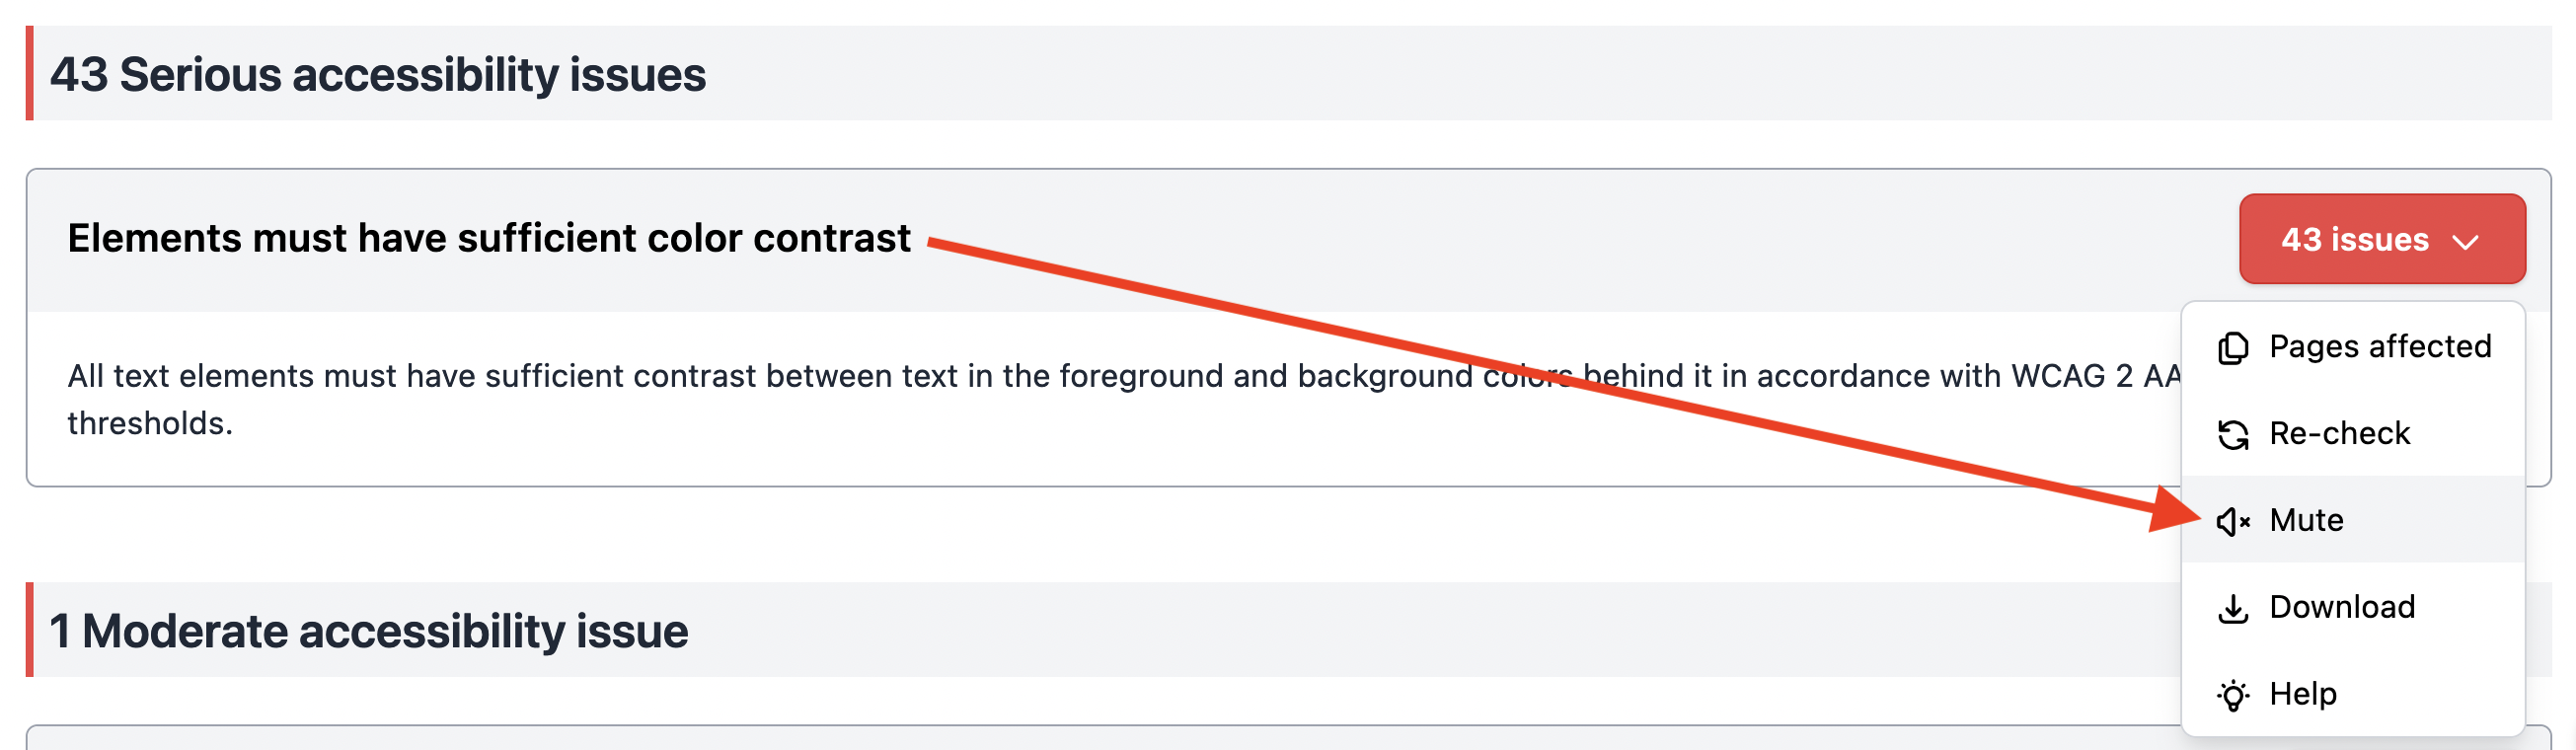 43 Serious accessibility issues
Elements must have sufficient color contrast
43 issues
All text elements must have sufficient contrast between text in the foreground and background colors behind it in accordance with WCAG 2 AA
thresholds.
Pages affected
Re-check
Mute
Download
Help
1 Moderate accessibility issue